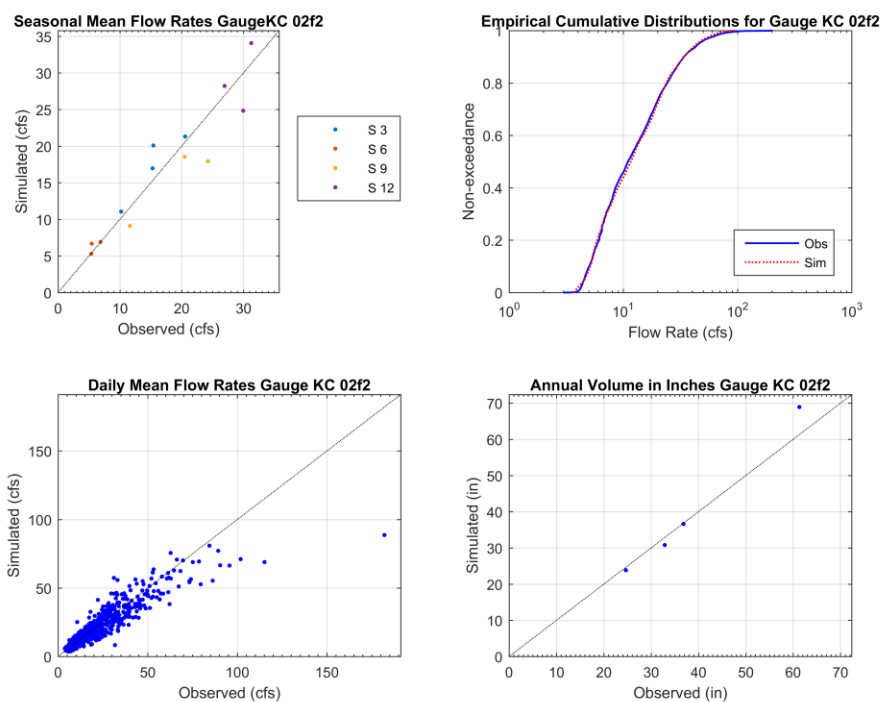 Seasonal Mean Flow Rates GaugeKC 02f2
35
30
25
20
15
10
5
0
Simulated (cfs)
0 10 20 30
Observed (cfs)
S 3
S 6
S 9
S 12
Empirical Cumulative Distributions for Gauge KC 02f2
1
0.8
0.6
0.4
0.2
0
Non-exceedance
Obs
Sim
10^0 10^1 10^2 10^3
Flow Rate (cfs)
Daily Mean Flow Rates Gauge KC 02f2
150
100
50
0
Simulated (cfs)
0 50 100 150
Observed (cfs)
Annual Volume in Inches Gauge KC 02f2
70
60
50
40
30
20
10
0
Simulated (in)
0 10 20 30 40 50 60 70
Observed (in)